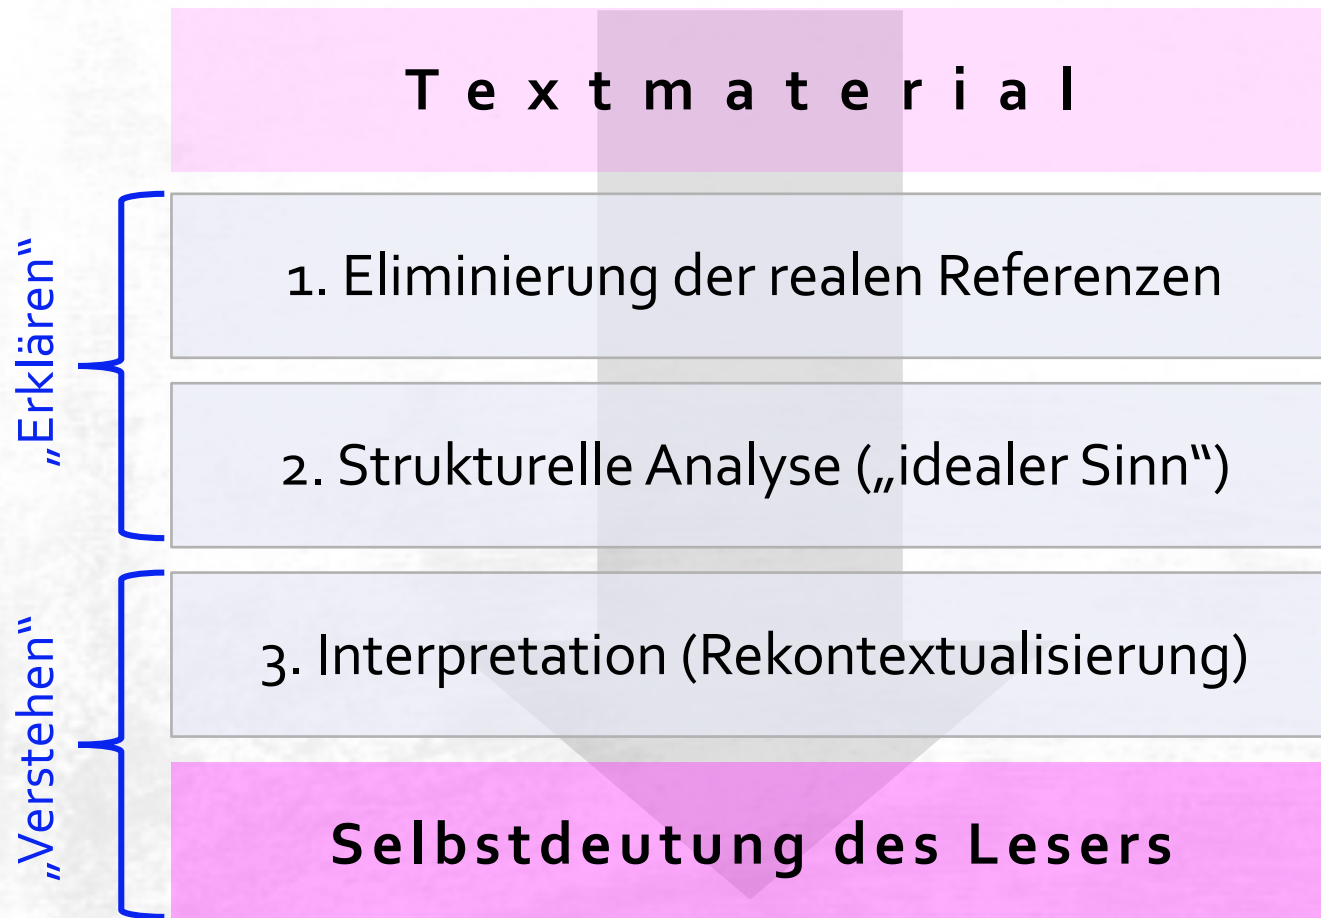 Textmaterial
„Erklären“
1. Eliminierung der realen Referenzen
2. Strukturelle Analyse („idealer Sinn“)
„Verstehen“
3. Interpretation (Rekontextualisierung)
Selbstdeutung des Lesers